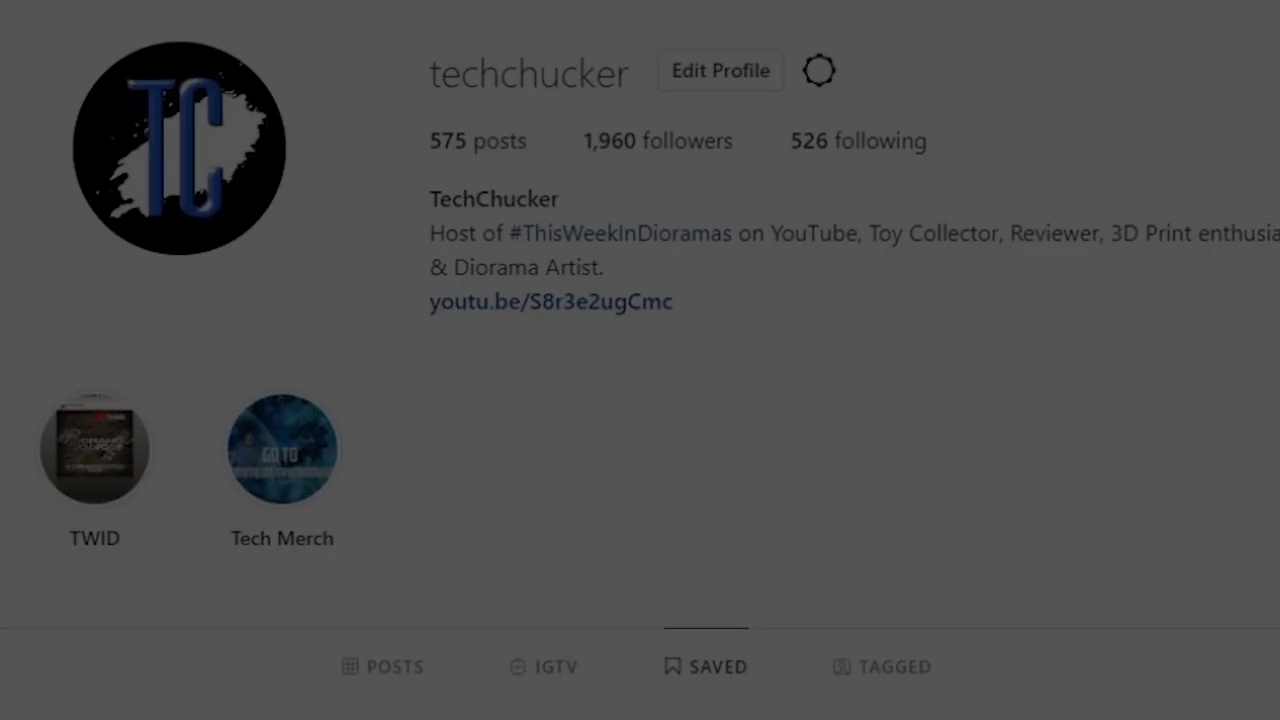 TC
techchucker Edit Profile
575 posts 1,960 followers 526 following
TechChucker
Host of #ThisWeekInDioramas on YouTube, Toy Collector, Reviewer, 3D Print enthusia
& Diorama Artist.
youtu.be/S8r3e2ugCmc
GO TO
TWID Tech Merch
POSTS IGTV SAVED TAGGED